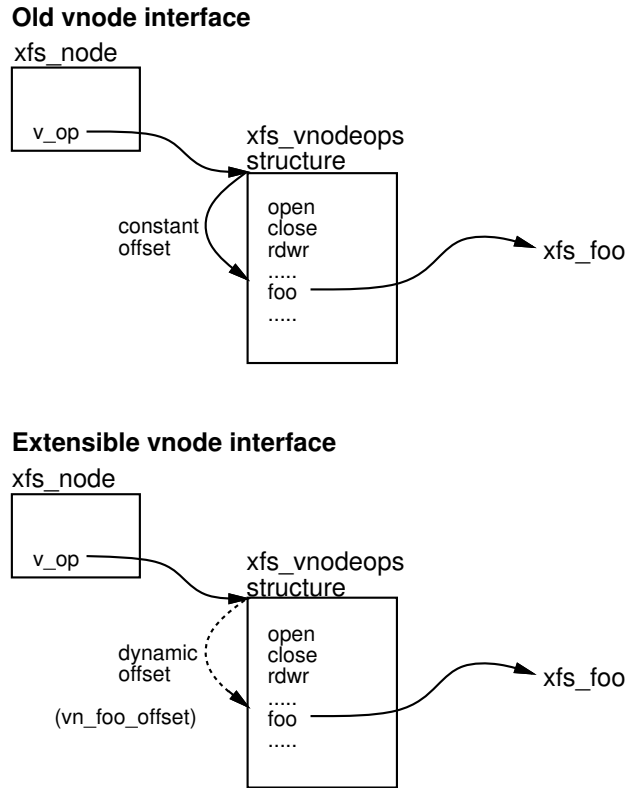 Old vnode interface
xfs_node
v_op
xfs_vnodeops
structure
constant
offset
open
close
rdwr
.....
foo
.....
xfs_foo
Extensible vnode interface
xfs_node
v_op
xfs_vnodeops
structure
dynamic
offset
(vn_foo_offset)
open
close
rdwr
.....
foo
.....
xfs_foo